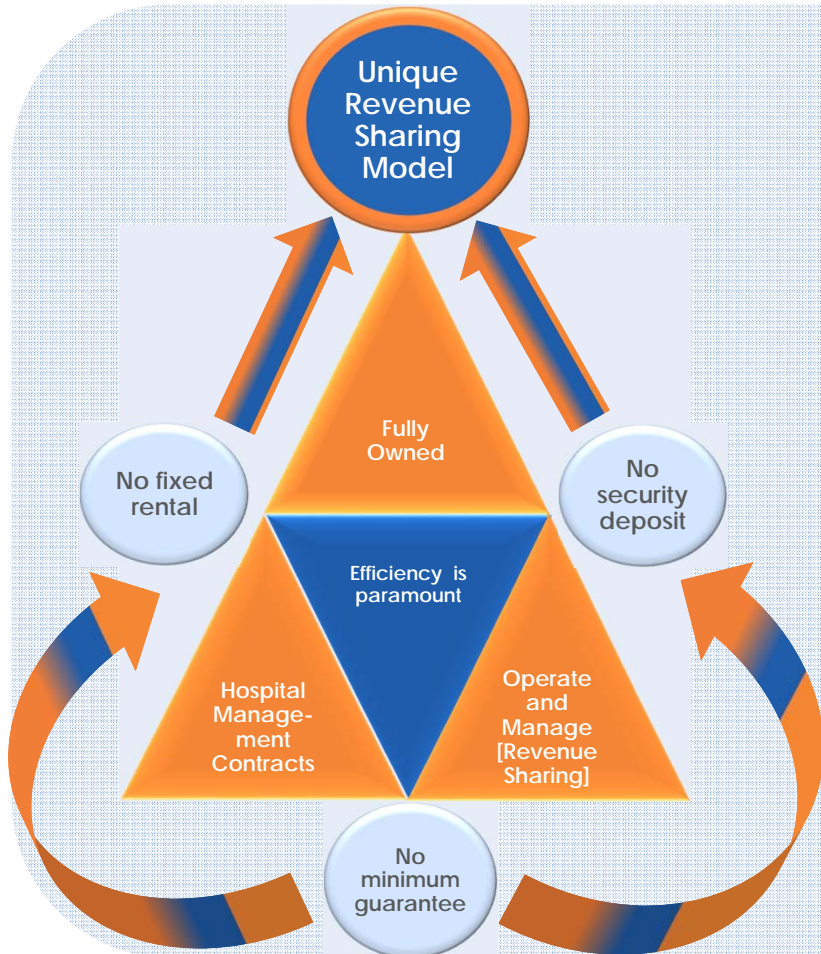 Unique
Revenue
Sharing
Model
Fully
Owned
No fixed
rental
No
security
deposit
Efficiency is
paramount
Hospital
Manage-
ment
Contracts
Operate
and
Manage
[Revenue
Sharing]
No
minimum
guarantee